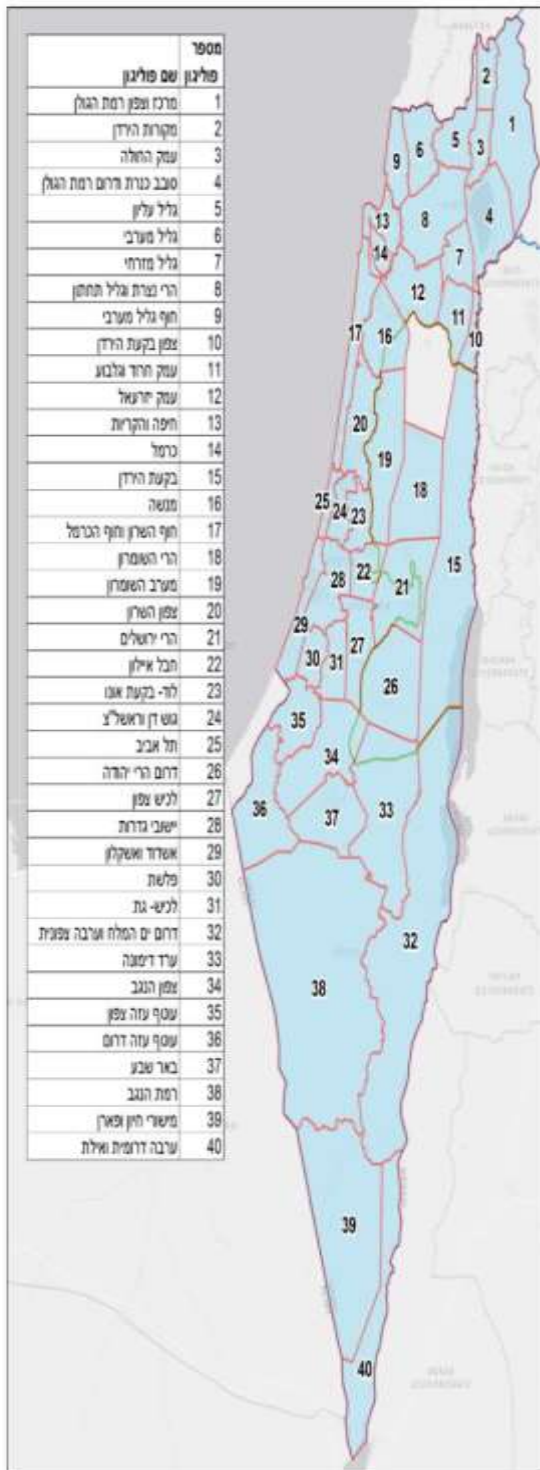 מספר
פוליגון שם פוליגון
1 מרכז וצפון רמת הגולן
2 מקורות הירדן
3 עמק החולה
4 סובב כנרת ודרום רמת הגולן
5 גליל עליון
6 גליל מערבי
7 גליל מזרחי
8 הרי נצרת וגליל תחתון
9 חוף גליל מערבי
10 צפון בקעת הירדן
11 עמק חרוד וגלבוע
12 עמק יזרעאל
13 חיפה והקריות
14 כרמל
15 בקעת הירדן
16 מנשה
17 חוף השרון וחוף הכרמל
18 הרי השומרון
19 מערב השומרון
20 צפון השרון
21 הרי ירושלים
22 חבל איילון
23 לוד- בקעת אונו
24 גוש דן וראשל"צ
25 תל אביב
26 דרום הרי יהודה
27 לכיש צפון
28 יישובי גדרות
29 אשדוד ואשקלון
30 פלשת
31 לכיש- גת
32 דרום ים המלח וערבה צפונית
33 ערד דימונה
34 צפון הנגב
35 עוטף עזה צפון
36 עוטף עזה דרום
37 באר שבע
38 רמת הנגב
39 מישורי חיון ופארן
40 ערבה דרומית ואילת
2
1
9
6
5
3
13
8
4
14
7
12
11
10
17
16
20
19
18
25
24
23
15
28
22
21
29
27
30
31
26
35
34
36
37
33
32
38
39
40